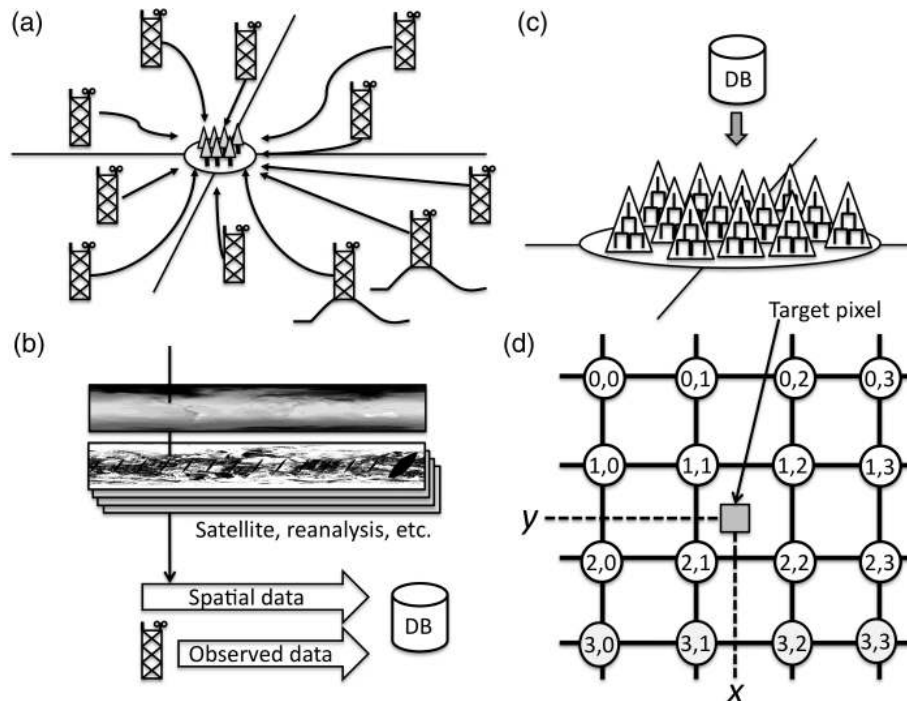 (a)
(b)
Satellite, reanalysis, etc.
Spatial data
Observed data
DB
(c)
DB
Target pixel
(d)
0,0 0,1 0,2 0,3
1,0 1,1 1,2 1,3
y
2,0 2,1 2,2 2,3
3,0 3,1 3,2 3,3
x